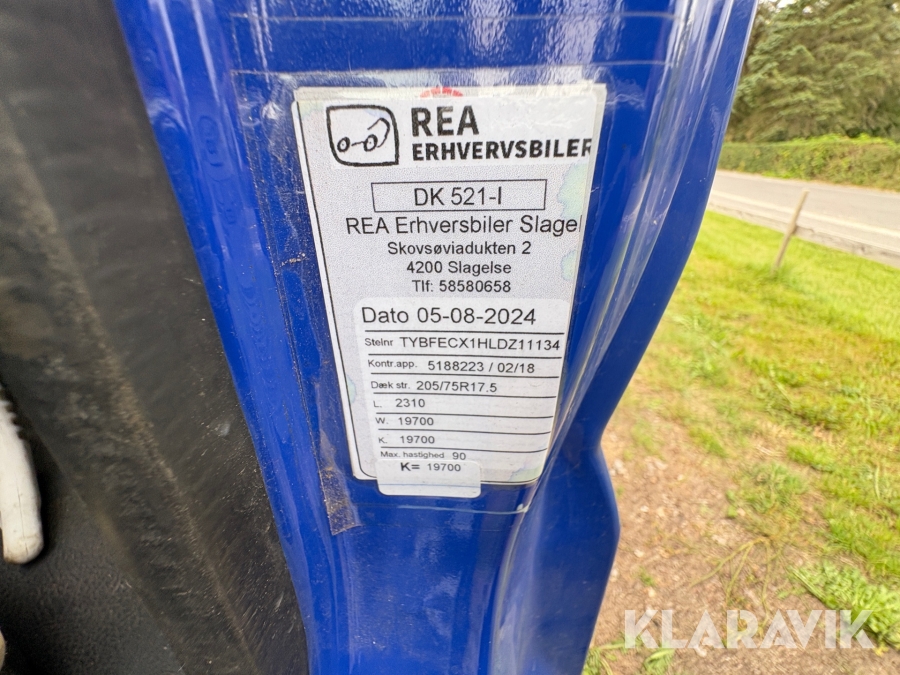 REA
ERHVERVSBILER
DK 521-I
REA Erhversbiler Slagel
Skovsøviadukten 2
4200 Slagelse
Tlf: 58580658
Dato 05-08-2024
Stelnr TYBFECX1HLDZ11134
Kontr.app. 5188223 / 02/18
Dæk str. 205/75R17.5
L. 2310
W. 19700
K. 19700
Max. hastighed 90
K= 19700
KLARAVIK